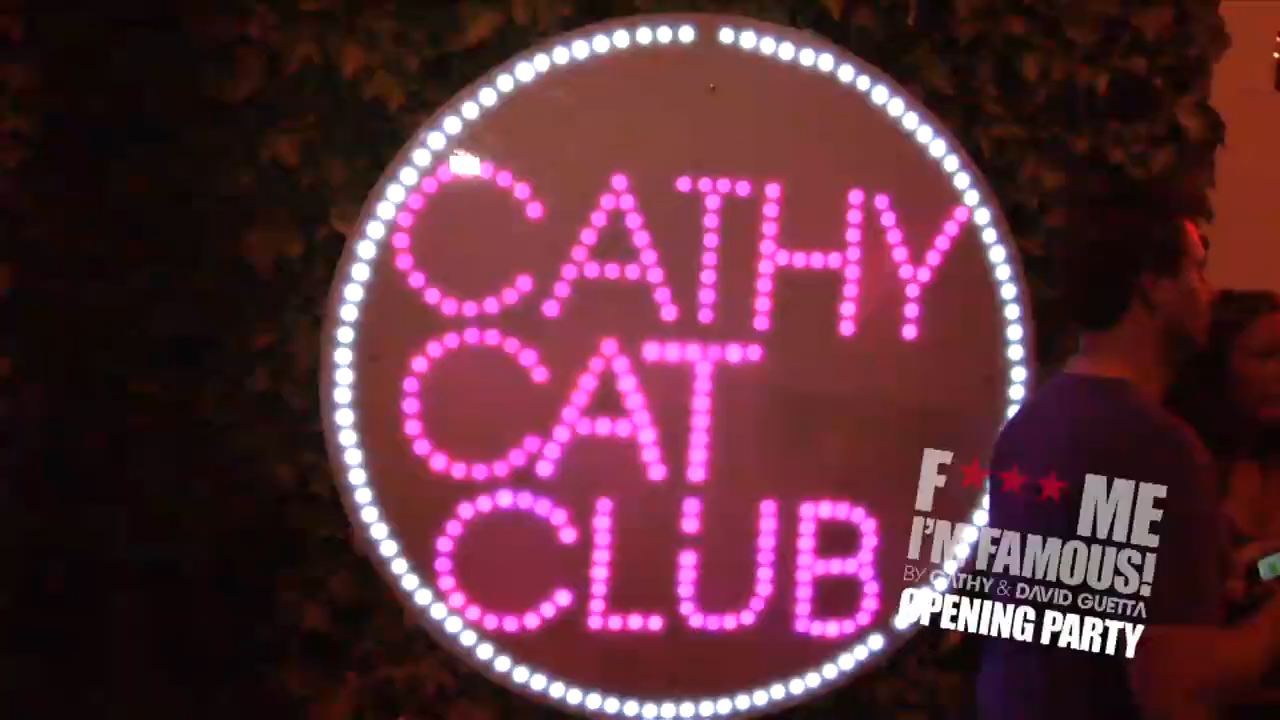 CATHY
CAT
CLUB
F★★★ ME
I'M FAMOUS!
BY CATHY & DAVID GUETTA
OPENING PARTY